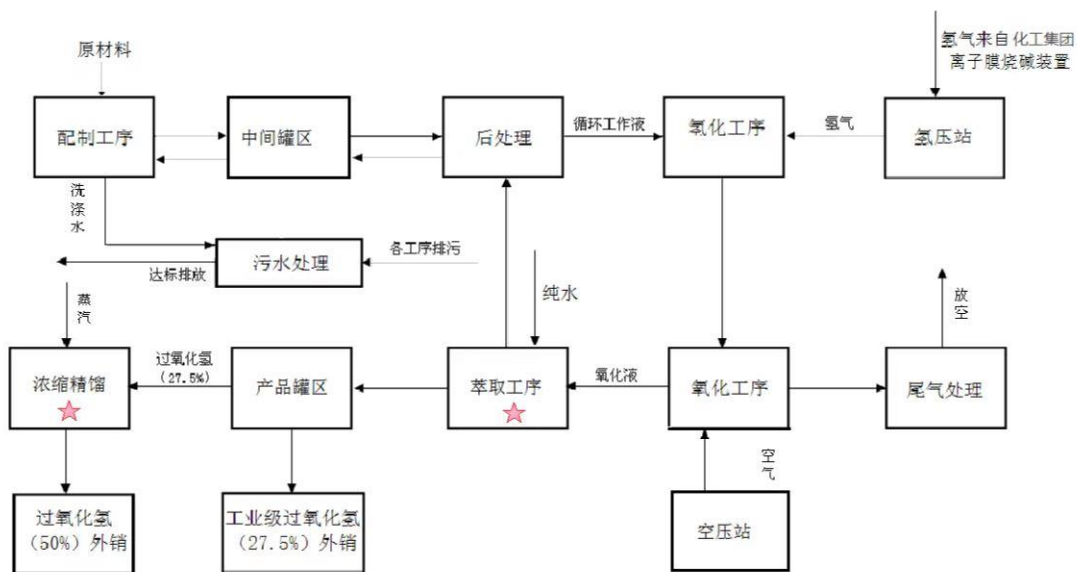 氢气来自化工集团
离子膜烧碱装置
原材料
配制工序
中间罐区
后处理
循环工作液
氢化工序
氢气
氢压站
洗涤水
污水处理
各工序排污
达标排放
纯水
蒸汽
放空
浓缩精馏
过氧化氢
(27.5%)
产品罐区
萃取工序
氧化液
氧化工序
尾气处理
空气
过氧化氢
（50%）外销
工业级过氧化氢
（27.5%）外销
空压站